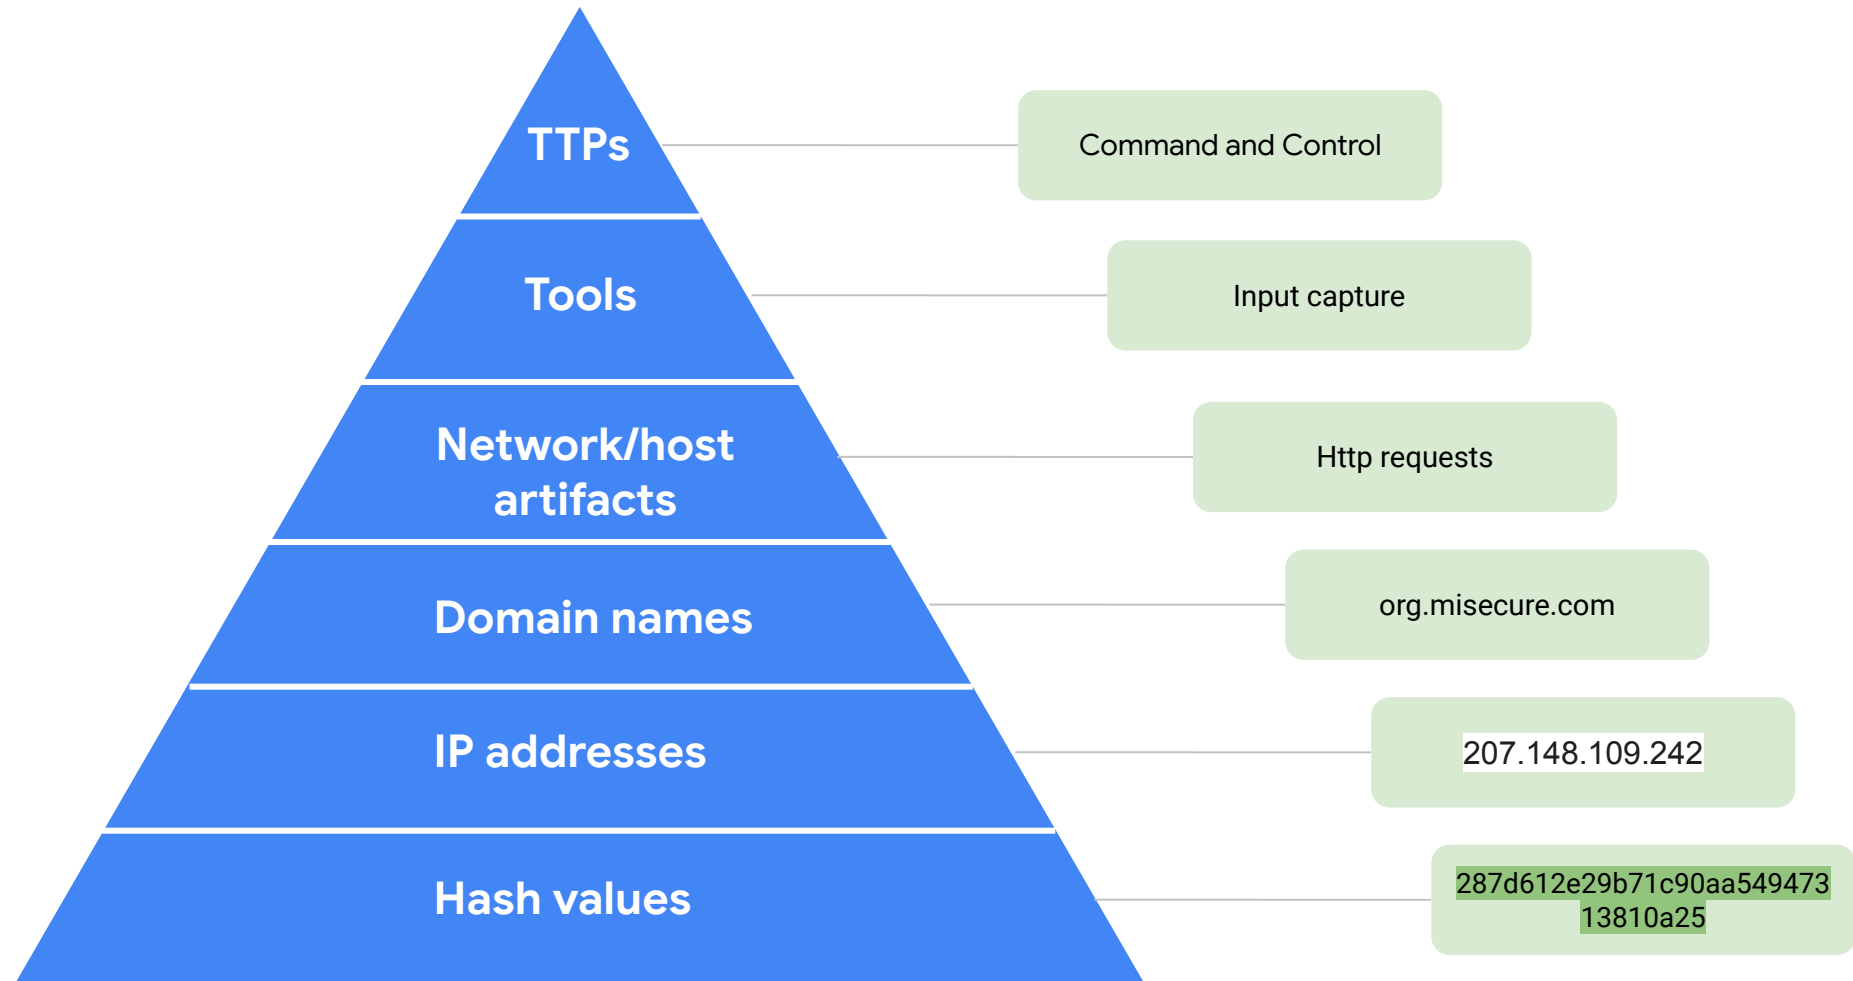 TTPs
Command and Control
Tools
Input capture
Network/host
artifacts
Http requests
Domain names
org.misecure.com
IP addresses
207.148.109.242
Hash values
287d612e29b71c90aa549473
13810a25